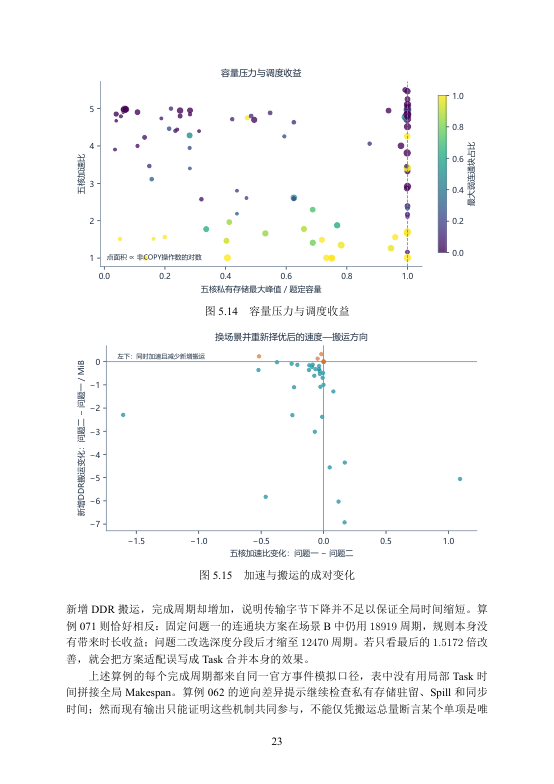 容量压力与调度收益
5
4
3
2
1
五核加速比
0.0 0.2 0.4 0.6 0.8 1.0
点面积 ∝ 非COPY操作数的对数
五核私有存储最大峰值 / 额定容量
1.0
0.8
0.6
0.4
0.2
0.0
最大弱连通块占比
图 5.14 容量压力与调度收益
换场景并重新择优后的速度—搬运方向
左下：同时加速且减少新增搬运
0
−1
−2
−3
−4
−5
−6
−7
新增DDR搬运变化：问题二 − 问题一 / MiB
−1.5 −1.0 −0.5 0.0 0.5 1.0
五核加速比变化：问题一 − 问题二
图 5.15 加速与搬运的成对变化
新增 DDR 搬运，完成周期却增加，说明传输字节下降并不足以保证全局时间缩短。算
例 071 则恰好相反：固定问题一的连通块方案在场景 B 中仍用 18919 周期，规则本身没
有带来时长收益；问题二改选深度分段后才缩至 12470 周期。若只看最后的 1.5172 倍改
善，就会把方案适配误写成 Task 合并本身的效果。
上述算例的每个完成周期都来自同一官方事件模拟口径，表中没有用局部 Task 时
间拼接全局 Makespan。算例 062 的逆向差异提示继续检查私有存储驻留、Spill 和同步
时间；然而现有输出只能证明这些机制共同参与，不能仅凭搬运总量断言某个单项是唯
23